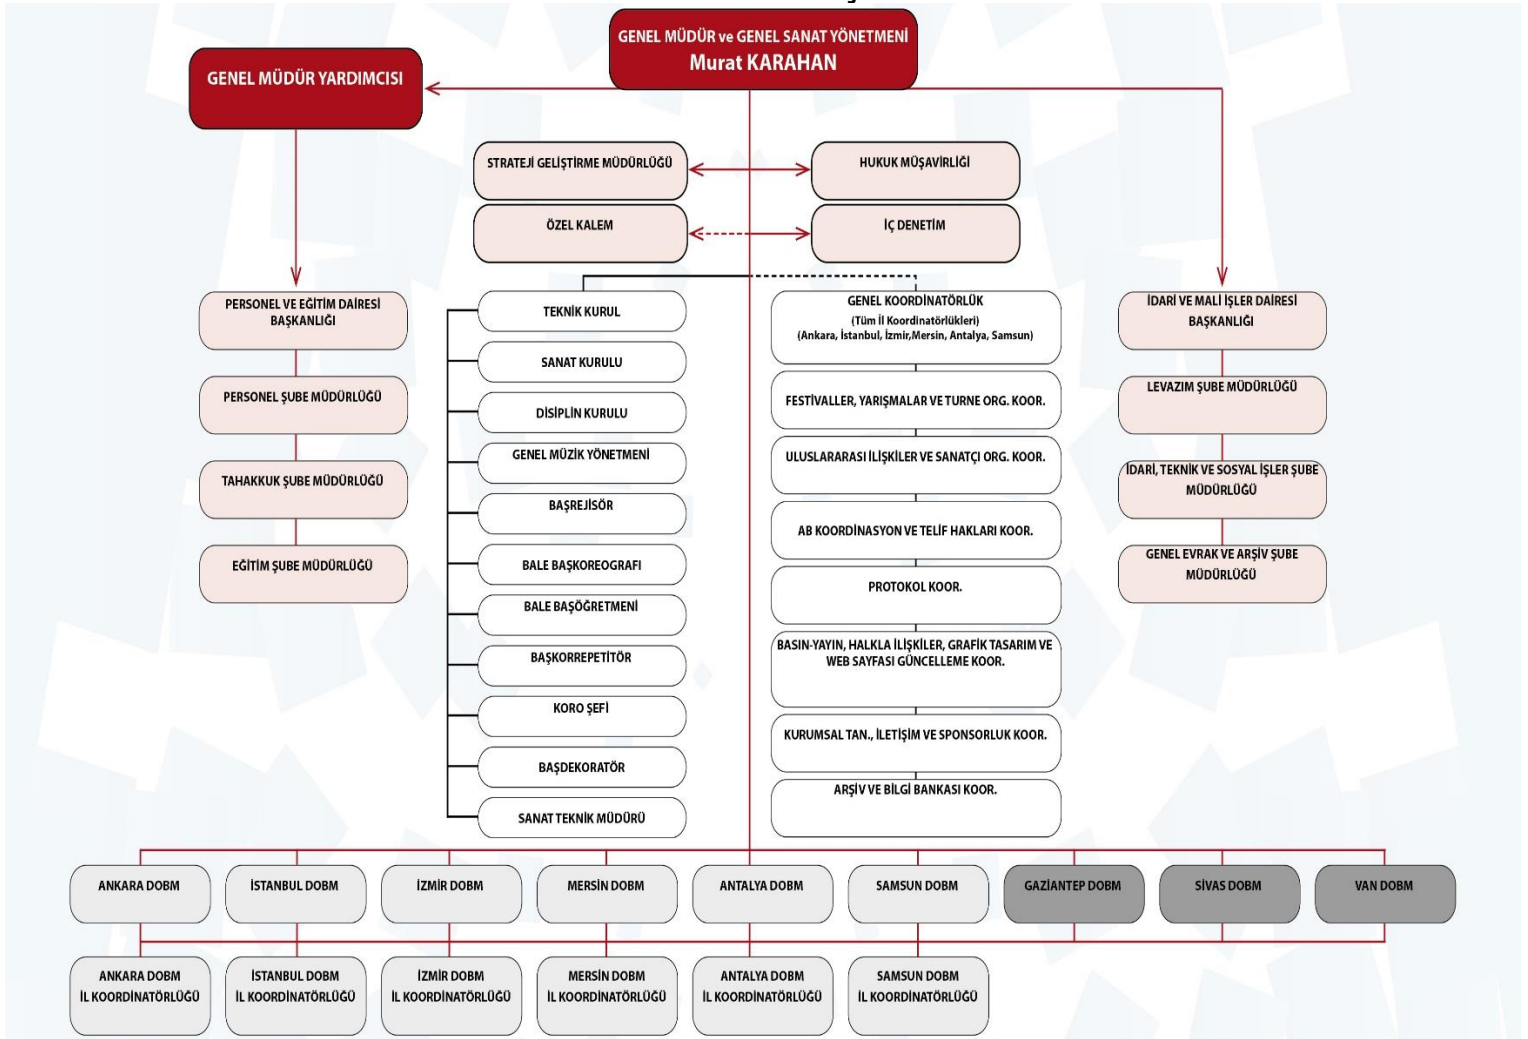 GENEL MÜDÜR ve GENEL SANAT YÖNETMENİ
Murat KARAHAN
GENEL MÜDÜR YARDIMCISI
STRATEJİ GELİŞTİRME MÜDÜRLÜĞÜ
HUKUK MÜŞAVİRLİĞİ
ÖZEL KALEM
İÇ DENETİM
PERSONEL VE EĞİTİM DAİRESİ
BAŞKANLIĞI
PERSONEL ŞUBE MÜDÜRLÜĞÜ
TAHAKKUK ŞUBE MÜDÜRLÜĞÜ
EĞİTİM ŞUBE MÜDÜRLÜĞÜ
TEKNİK KURUL
SANAT KURULU
DİSİPLİN KURULU
GENEL MÜZİK YÖNETMENİ
BAŞREJİSÖR
BALE BAŞKOREOGRAFI
BALE BAŞÖĞRETMENİ
BAŞKORREPETİTÖR
KORO ŞEFİ
BAŞDEKORATÖR
SANAT TEKNİK MÜDÜRÜ
GENEL KOORDİNATÖRLÜK
(Tüm İl Koordinatörlükleri)
(Ankara, İstanbul, İzmir,Mersin, Antalya, Samsun)
FESTİVALLER, YARIŞMALAR VE TURNE ORG. KOOR.
ULUSLARARASI İLİŞKİLER VE SANATÇI ORG. KOOR.
AB KOORDİNASYON VE TELİF HAKLARI KOOR.
PROTOKOL KOOR.
BASIN-YAYIN, HALKLA İLİŞKİLER, GRAFİK TASARIM VE
WEB SAYFASI GÜNCELLEME KOOR.
KURUMSAL TAN., İLETİŞİM VE SPONSORLUK KOOR.
ARŞİV VE BİLGİ BANKASI KOOR.
İDARİ VE MALİ İŞLER DAİRESİ
BAŞKANLIĞI
LEVAZIM ŞUBE MÜDÜRLÜĞÜ
İDARİ, TEKNİK VE SOSYAL İŞLER ŞUBE
MÜDÜRLÜĞÜ
GENEL EVRAK VE ARŞİV ŞUBE
MÜDÜRLÜĞÜ
ANKARA DOBM
İSTANBUL DOBM
İZMİR DOBM
MERSİN DOBM
ANTALYA DOBM
SAMSUN DOBM
GAZİANTEP DOBM
SİVAS DOBM
VAN DOBM
ANKARA DOBM
İL KOORDİNATÖRLÜĞÜ
İSTANBUL DOBM
İL KOORDİNATÖRLÜĞÜ
İZMİR DOBM
İL KOORDİNATÖRLÜĞÜ
MERSİN DOBM
İL KOORDİNATÖRLÜĞÜ
ANTALYA DOBM
İL KOORDİNATÖRLÜĞÜ
SAMSUN DOBM
İL KOORDİNATÖRLÜĞÜ